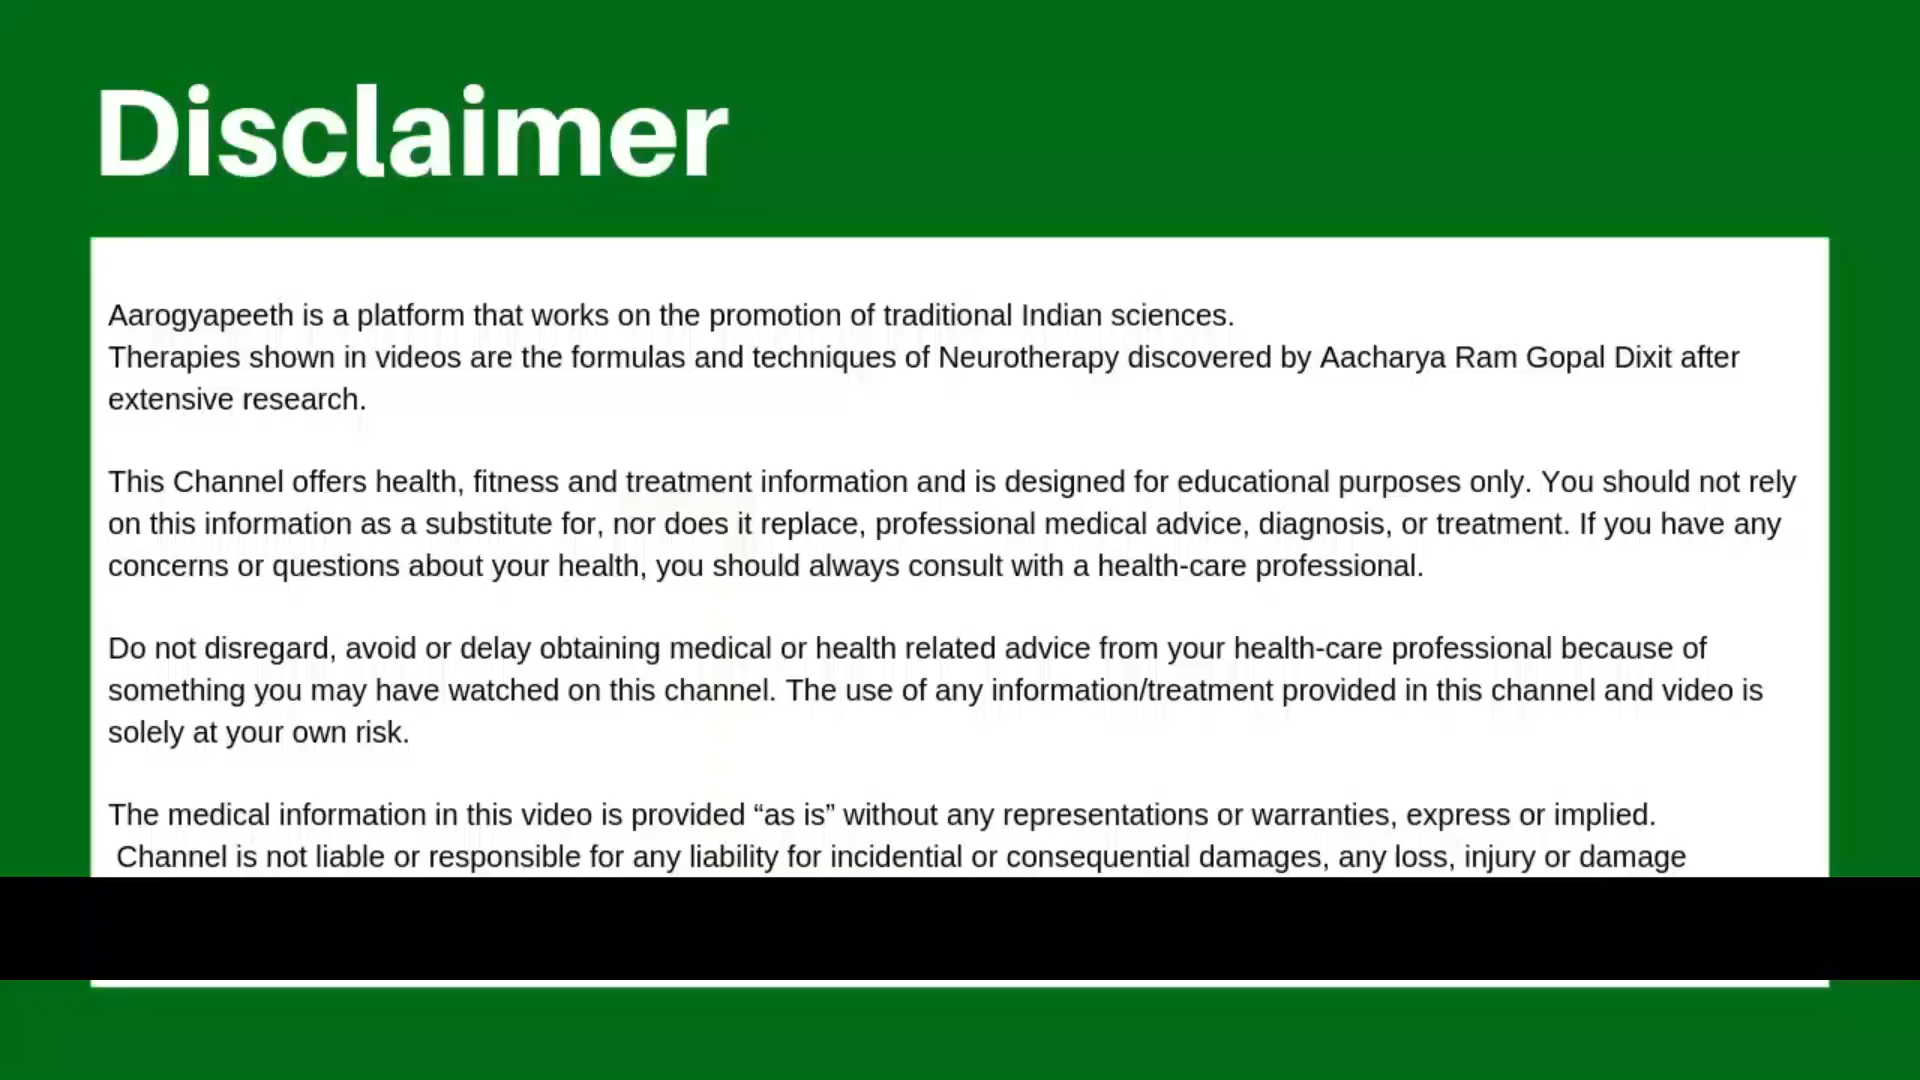 Disclaimer
Aarogyapeeth is a platform that works on the promotion of traditional Indian sciences.
Therapies shown in videos are the formulas and techniques of Neurotherapy discovered by Aacharya Ram Gopal Dixit after
extensive research.
This Channel offers health, fitness and treatment information and is designed for educational purposes only. You should not rely
on this information as a substitute for, nor does it replace, professional medical advice, diagnosis, or treatment. If you have any
concerns or questions about your health, you should always consult with a health-care professional.
Do not disregard, avoid or delay obtaining medical or health related advice from your health-care professional because of
something you may have watched on this channel. The use of any information/treatment provided in this channel and video is
solely at your own risk.
The medical information in this video is provided “as is” without any representations or warranties, express or implied.
Channel is not liable or responsible for any liability for incidential or consequential damages, any loss, injury or damage